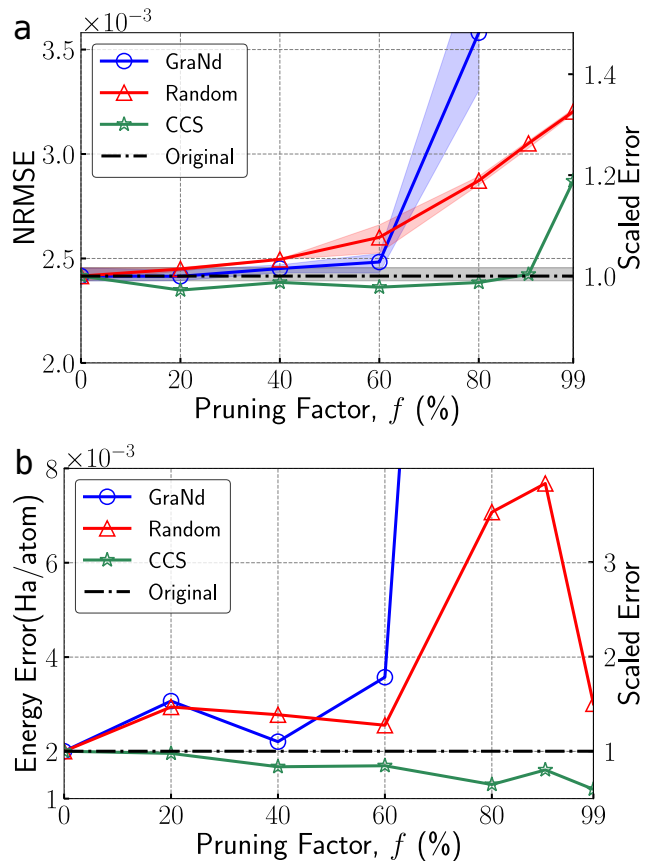 a
×10⁻³
3.5
3.0
2.5
2.0
NRMSE
GraNd
Random
CCS
Original
1.4
1.2
1.0
Scaled Error
0 20 40 60 80 99
Pruning Factor, f (%)
b
×10⁻³
8
6
4
2
1
Energy Error(Ha/atom)
GraNd
Random
CCS
Original
3
2
1
Scaled Error
0 20 40 60 80 99
Pruning Factor, f (%)